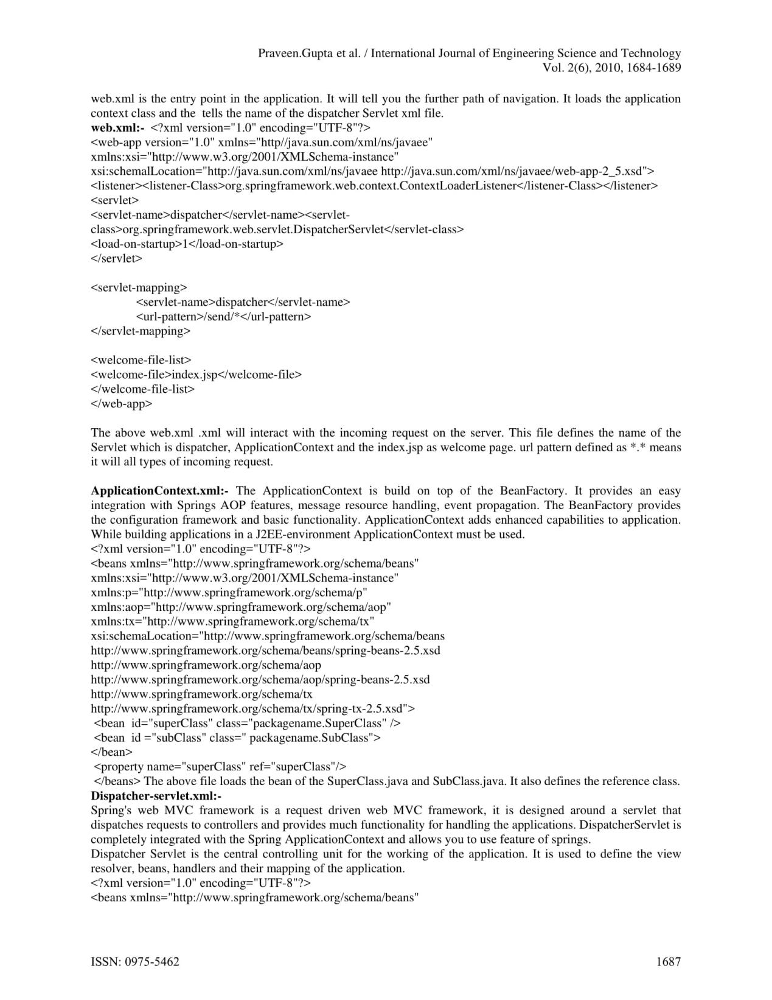 Praveen.Gupta et al. / International Journal of Engineering Science and Technology
Vol. 2(6), 2010, 1684-1689
web.xml is the entry point in the application. It will tell you the further path of navigation. It loads the application
context class and the  tells the name of the dispatcher Servlet xml file.
web.xml:-  <?xml version="1.0" encoding="UTF-8"?>
<web-app version="1.0" xmlns="http//java.sun.com/xml/ns/javaee"
xmlns:xsi="http://www.w3.org/2001/XMLSchema-instance"
xsi:schemalLocation="http://java.sun.com/xml/ns/javaee http://java.sun.com/xml/ns/javaee/web-app-2_5.xsd">
<listener><listener-Class>org.springframework.web.context.ContextLoaderListener</listener-Class></listener>
<servlet>
<servlet-name>dispatcher</servlet-name><servlet-
class>org.springframework.web.servlet.DispatcherServlet</servlet-class>
<load-on-startup>1</load-on-startup>
</servlet>
<servlet-mapping>
<servlet-name>dispatcher</servlet-name>
<url-pattern>/send/*</url-pattern>
</servlet-mapping>
<welcome-file-list>
<welcome-file>index.jsp</welcome-file>
</welcome-file-list>
</web-app>
The above web.xml .xml will interact with the incoming request on the server. This file defines the name of the
Servlet which is dispatcher, ApplicationContext and the index.jsp as welcome page. url pattern defined as *.* means
it will all types of incoming request.
ApplicationContext.xml:- The ApplicationContext is build on top of the BeanFactory. It provides an easy
integration with Springs AOP features, message resource handling, event propagation. The BeanFactory provides
the configuration framework and basic functionality. ApplicationContext adds enhanced capabilities to application.
While building applications in a J2EE-environment ApplicationContext must be used.
<?xml version="1.0" encoding="UTF-8"?>
<beans xmlns="http://www.springframework.org/schema/beans"
xmlns:xsi="http://www.w3.org/2001/XMLSchema-instance"
xmlns:p="http://www.springframework.org/schema/p"
xmlns:aop="http://www.springframework.org/schema/aop"
xmlns:tx="http://www.springframework.org/schema/tx"
xsi:schemaLocation="http://www.springframework.org/schema/beans
http://www.springframework.org/schema/beans/spring-beans-2.5.xsd
http://www.springframework.org/schema/aop
http://www.springframework.org/schema/aop/spring-beans-2.5.xsd
http://www.springframework.org/schema/tx
http://www.springframework.org/schema/tx/spring-tx-2.5.xsd">
<bean  id="superClass" class="packagename.SuperClass" />
<bean  id ="subClass" class=" packagename.SubClass">
</bean>
<property name="superClass" ref="superClass"/>
</beans> The above file loads the bean of the SuperClass.java and SubClass.java. It also defines the reference class.
Dispatcher-servlet.xml:-
Spring's web MVC framework is a request driven web MVC framework, it is designed around a servlet that
dispatches requests to controllers and provides much functionality for handling the applications. DispatcherServlet is
completely integrated with the Spring ApplicationContext and allows you to use feature of springs.
Dispatcher Servlet is the central controlling unit for the working of the application. It is used to define the view
resolver, beans, handlers and their mapping of the application.
<?xml version="1.0" encoding="UTF-8"?>
<beans xmlns="http://www.springframework.org/schema/beans"
ISSN: 0975-5462
1687